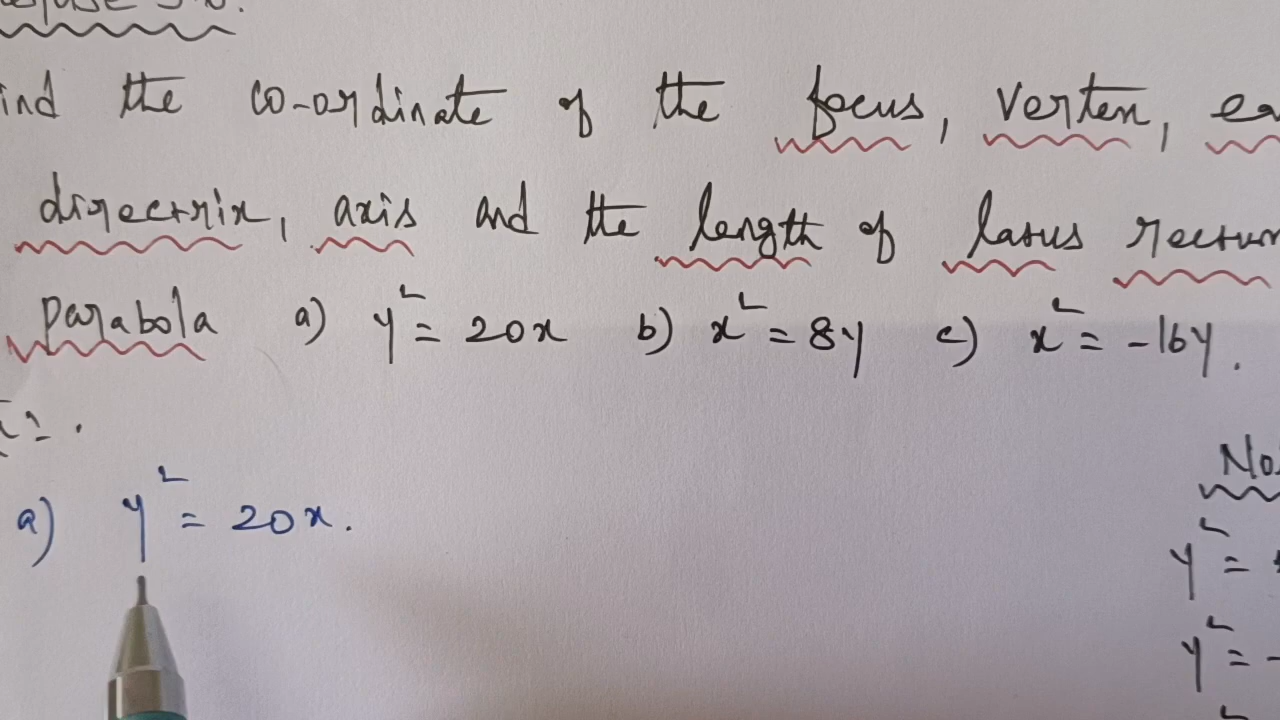 ind the co-ordinate of the focus, vertex,
directrix, axis and the length of latus rectum
parabola a) y² = 20x b) x² = 8y c) x² = -16y.
a) y² = 20x.
y² =
y² = -